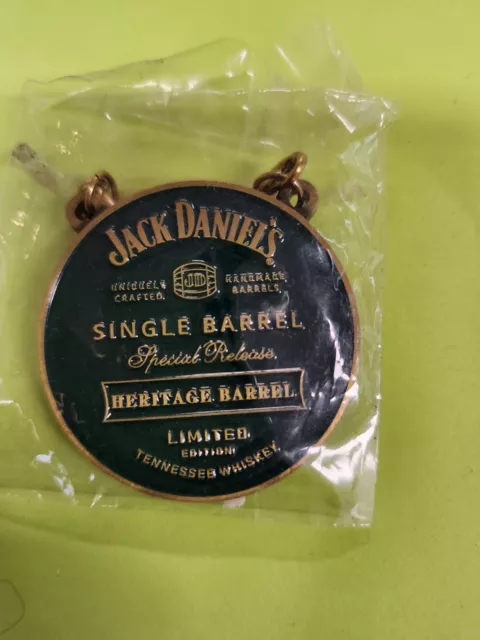 JACK DANIEL'S
UNIQUELY CRAFTED.
JD
HANDMADE BARRELS.
SINGLE BARREL
Special Release
HERITAGE BARREL
LIMITED
EDITION
TENNESSEE WHISKEY